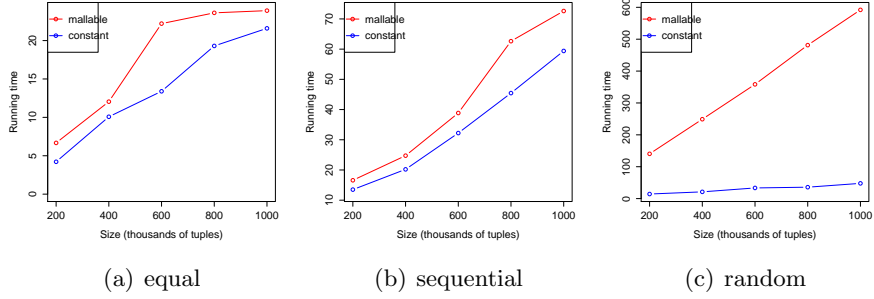 mallable
constant
Running time
0
5
10
15
20
200
400
600
800
1000
Size (thousands of tuples)
(a) equal
mallable
constant
Running time
10
20
30
40
50
60
70
200
400
600
800
1000
Size (thousands of tuples)
(b) sequential
mallable
constant
Running time
0
100
200
300
400
500
600
200
400
600
800
1000
Size (thousands of tuples)
(c) random